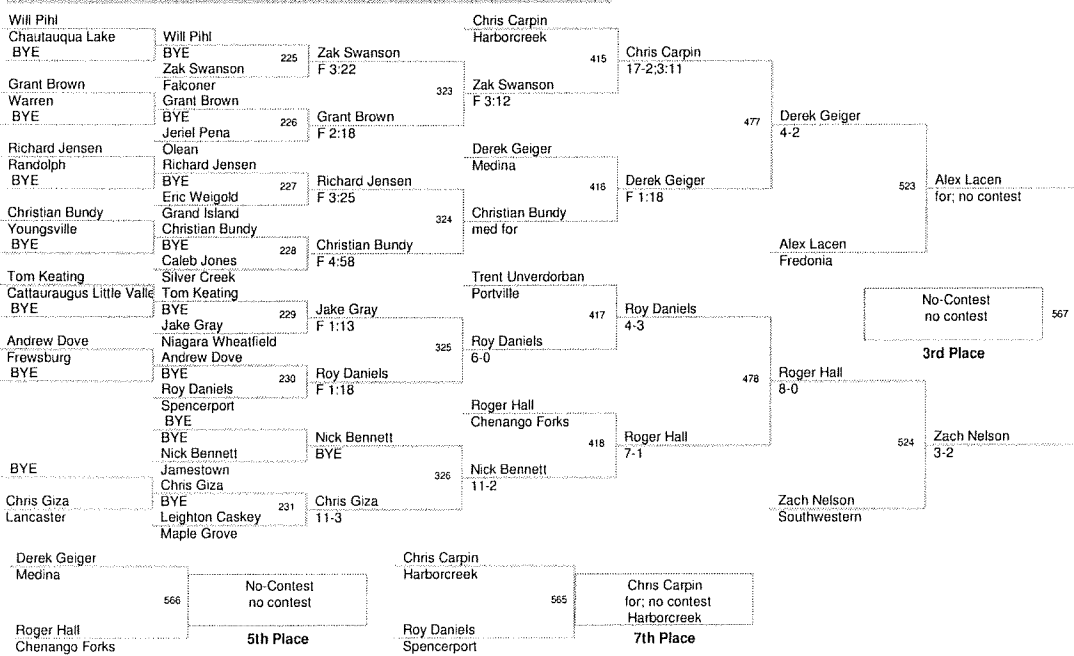 Will Pihl
Chautauqua Lake
BYE
Grant Brown
Warren
BYE
Richard Jensen
Randolph
BYE
Christian Bundy
Youngsville
BYE
Tom Keating
Cattauraugus Little Valle
BYE
Andrew Dove
Frewsburg
BYE
BYE
Chris Giza
Lancaster
Will Pihl
BYE
225
Zak Swanson
Falconer
Grant Brown
BYE
226
Jeriel Pena
Olean
Richard Jensen
BYE
227
Eric Weigold
Grand Island
Christian Bundy
BYE
228
Caleb Jones
Silver Creek
Tom Keating
BYE
229
Jake Gray
Niagara Wheatfield
Andrew Dove
BYE
230
Roy Daniels
Spencerport
BYE
BYE
Nick Bennett
Jamestown
Chris Giza
BYE
231
Leighton Caskey
Maple Grove
Zak Swanson
F 3:22
323
Grant Brown
F 2:18
Richard Jensen
F 3:25
324
Christian Bundy
F 4:58
Jake Gray
F 1:13
325
Roy Daniels
F 1:18
Nick Bennett
BYE
326
Chris Giza
11-3
Chris Carpin
Harborcreek
415
Zak Swanson
F 3:12
Derek Geiger
Medina
416
Christian Bundy
med for
Trent Unverdorban
Portville
417
Roy Daniels
6-0
Roger Hall
Chenango Forks
418
Nick Bennett
11-2
Chris Carpin
17-2;3:11
477
Derek Geiger
F 1:18
Roy Daniels
4-3
478
Roger Hall
7-1
Derek Geiger
4-2
523
Alex Lacen
Fredonia
Roger Hall
8-0
524
Zach Nelson
Southwestern
Alex Lacen
for; no contest
No-Contest
no contest
567
3rd Place
Zach Nelson
3-2
Derek Geiger
Medina
566
Roger Hall
Chenango Forks
No-Contest
no contest
5th Place
Chris Carpin
Harborcreek
565
Roy Daniels
Spencerport
Chris Carpin
for; no contest
Harborcreek
7th Place